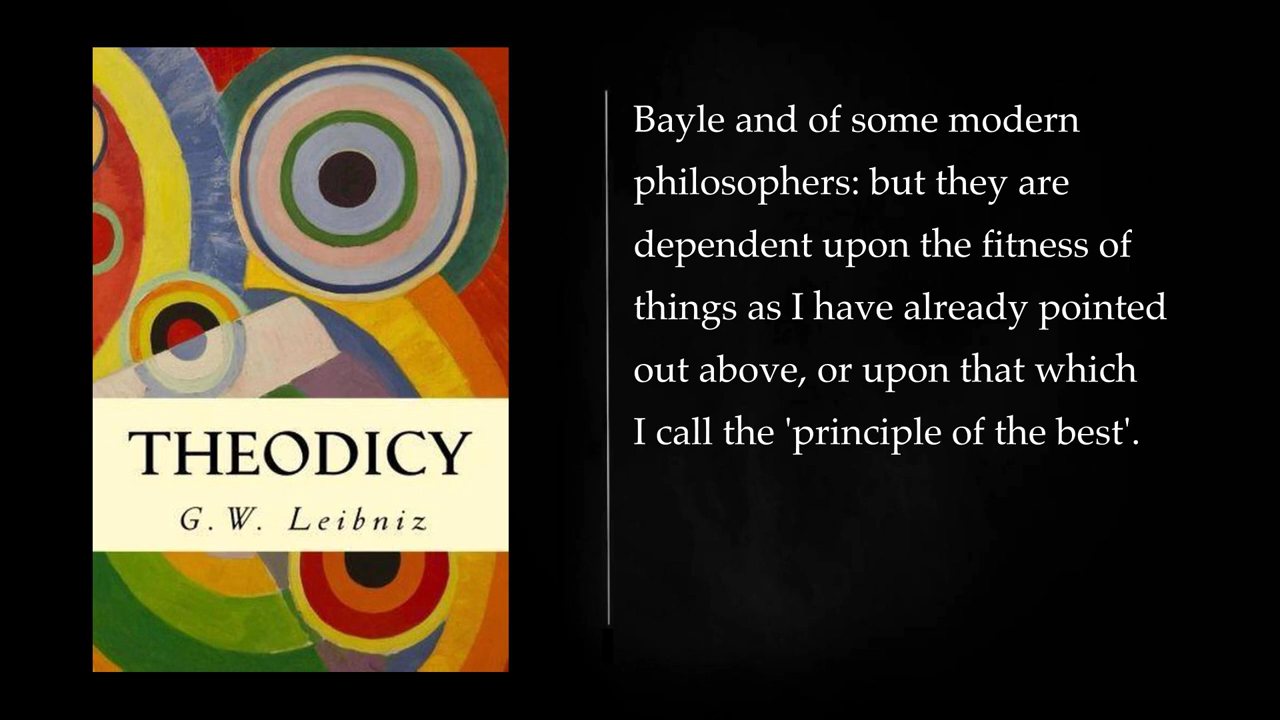 THEODICY
G. W. Leibniz
Bayle and of some modern
philosophers: but they are
dependent upon the fitness of
things as I have already pointed
out above, or upon that which
I call the 'principle of the best'.